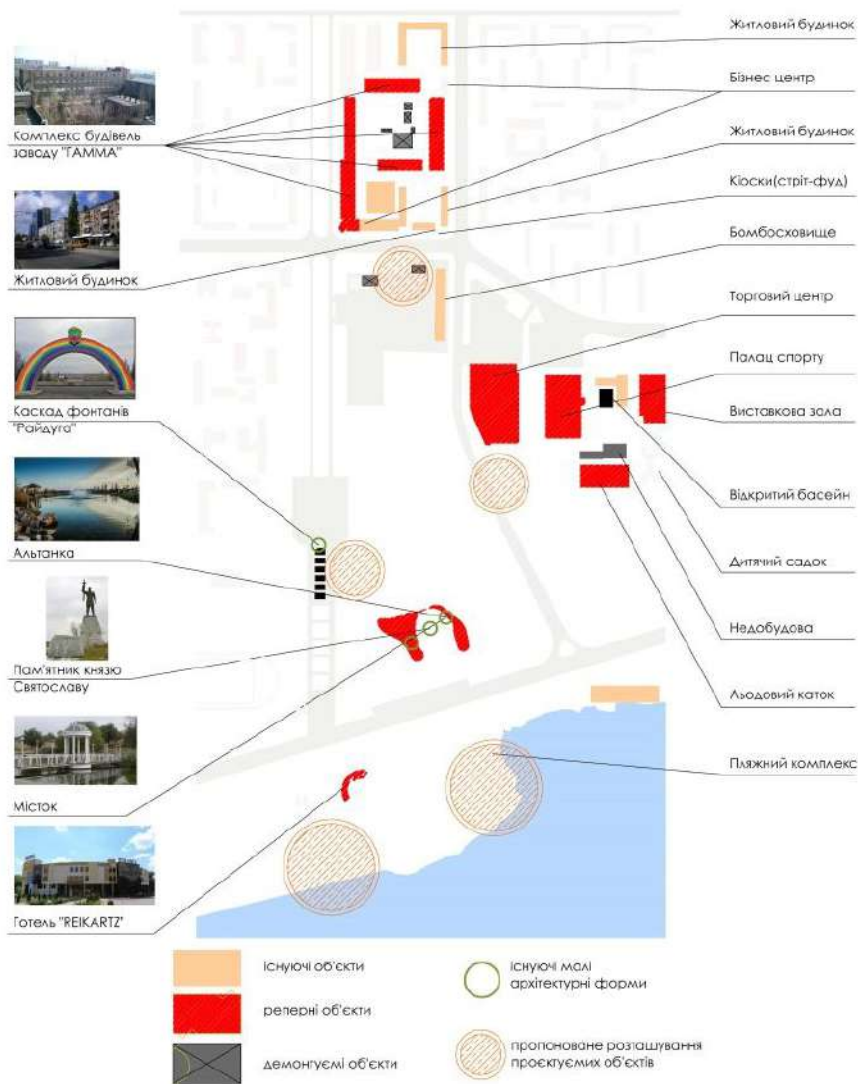 Комплекс будівель
заводу "ГАММА"
Житловий будинок
Каскад фонтанів
"Райдуга"
Альтанка
Пам'ятник князю
Святославу
Місток
Готель "REIKARTZ"
Житловий будинок
Бізнес центр
Житловий будинок
Кіоски(стріт-фуд)
Бомбосховище
Торговий центр
Палац спорту
Виставкова зала
Відкритий басейн
Дитячий садок
Недобудова
Льодовий каток
Пляжний комплекс
існуючі об'єкти
реперні об'єкти
демонгуємі об'єкти
існуючі малі
архітектурні форми
пропоноване розташування
проєктуємих об'єктів